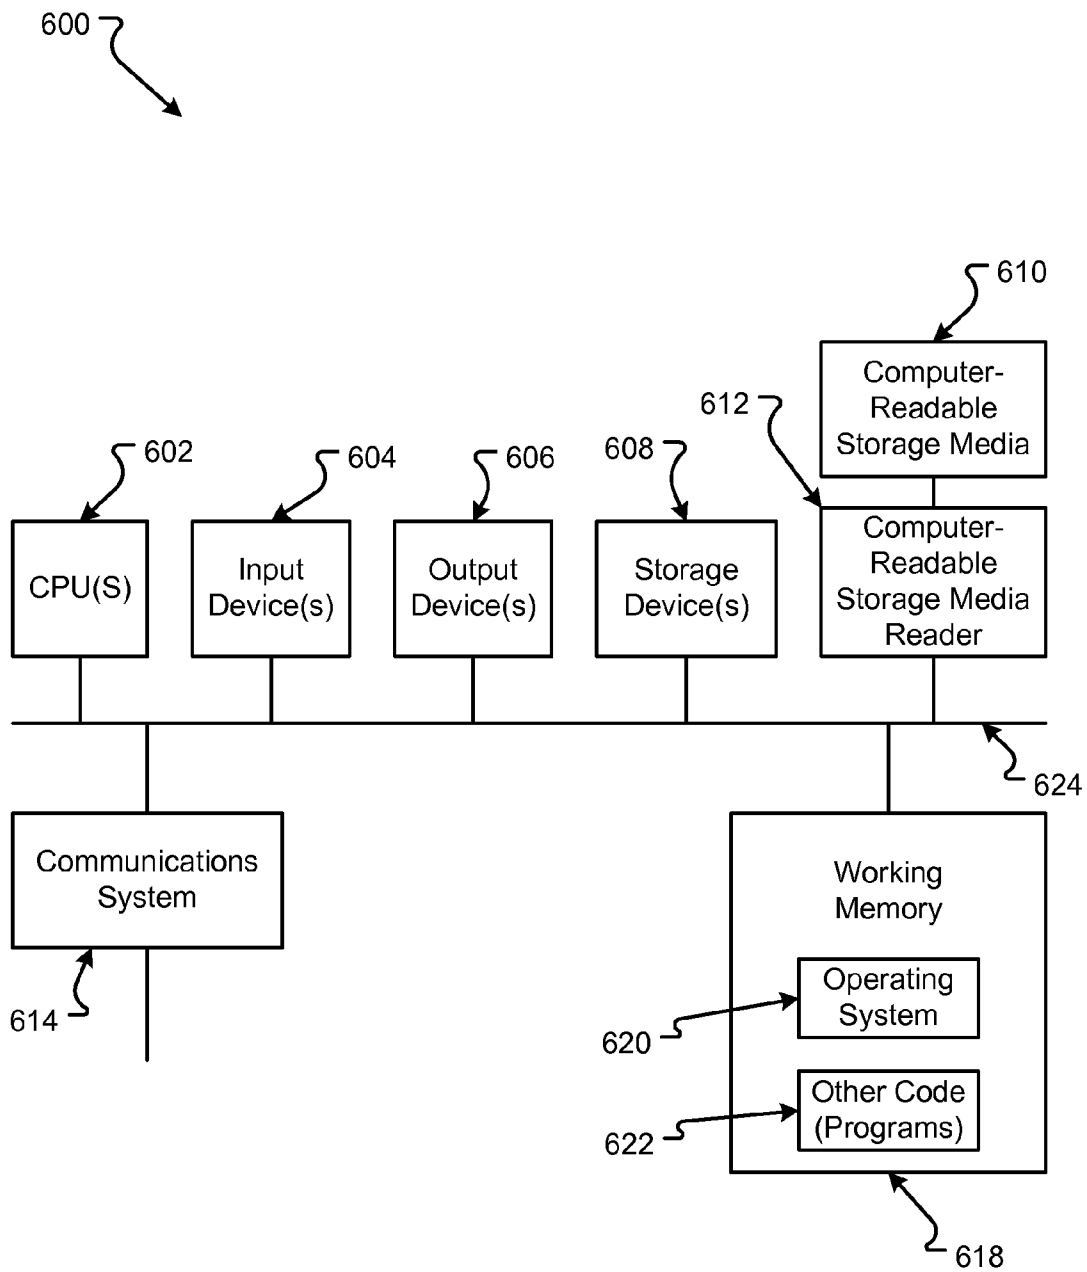 600
610
Computer-
Readable
Storage Media
612
602
604
606
608
CPU(S)
Input
Device(s)
Output
Device(s)
Storage
Device(s)
Computer-
Readable
Storage Media
Reader
624
Communications
System
614
Working
Memory
Operating
System
620
Other Code
(Programs)
622
618